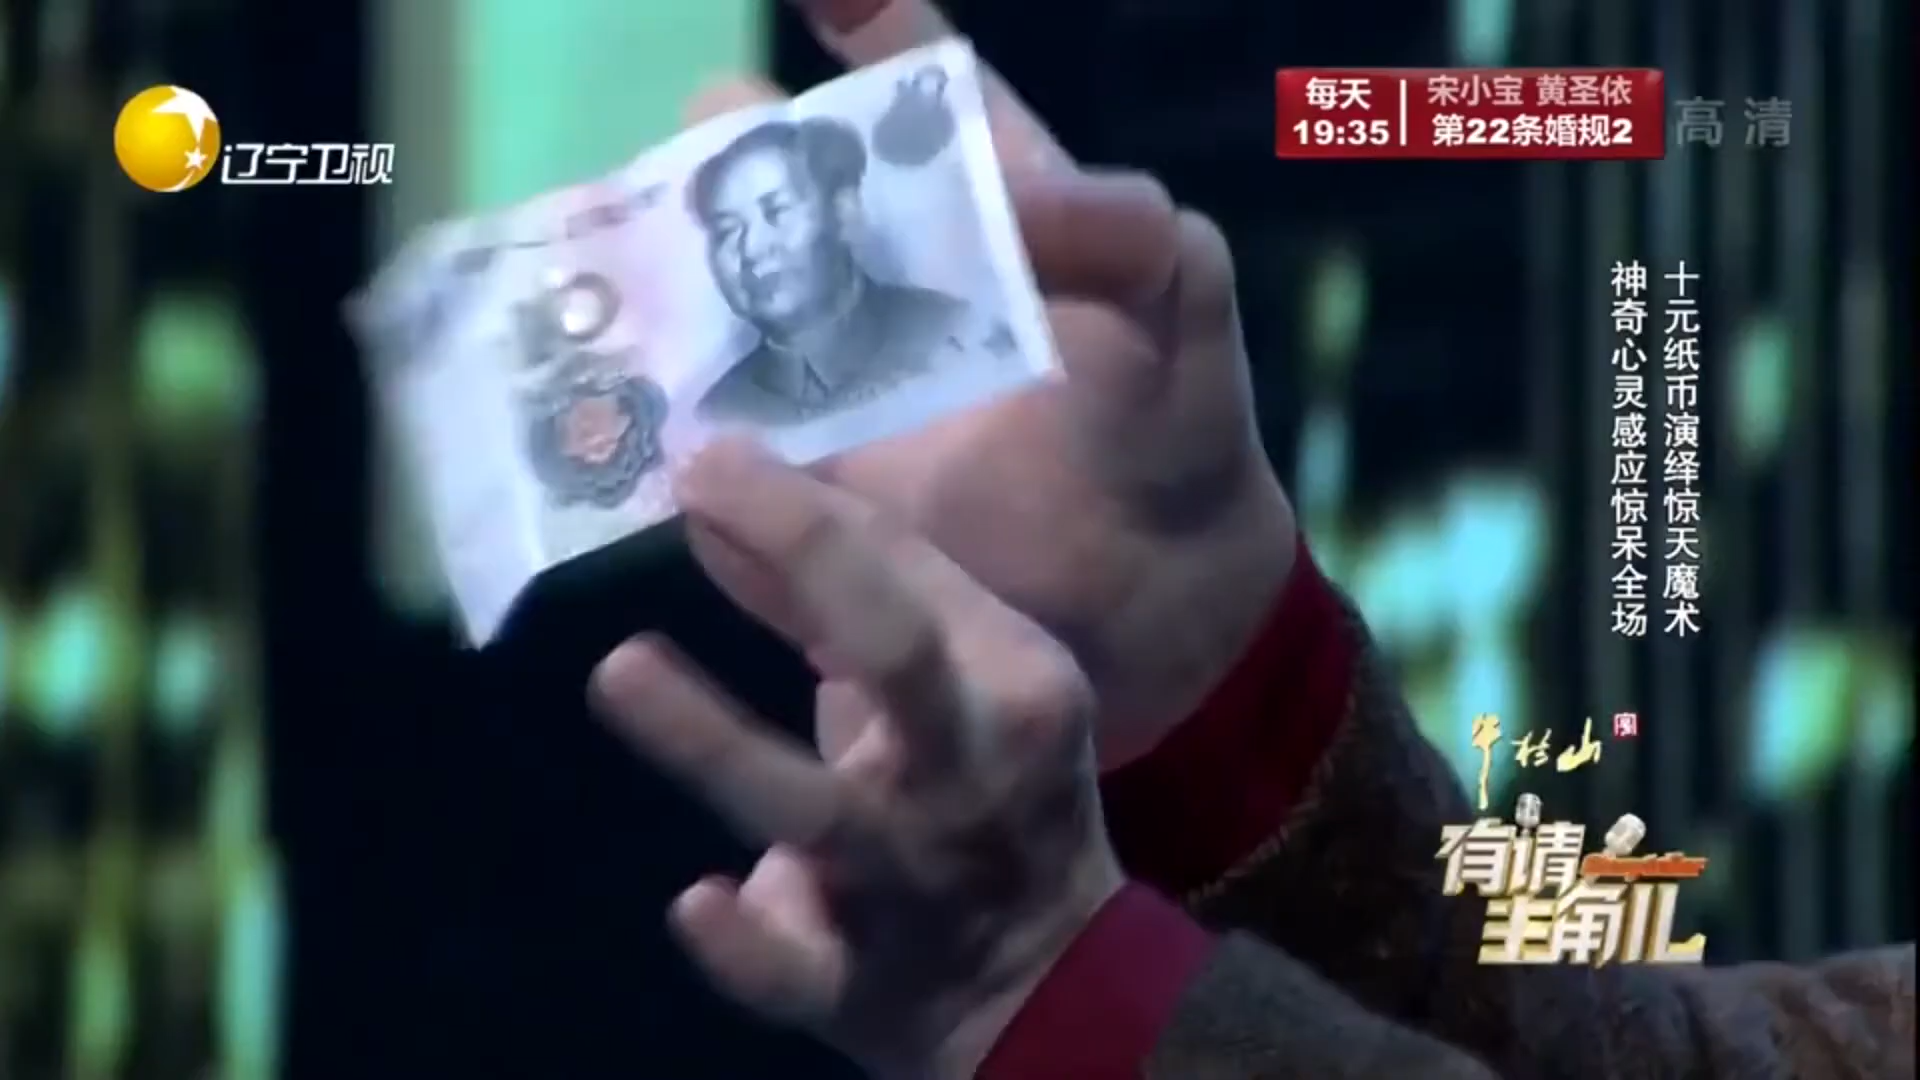 辽宁卫视
每天
19:35
宋小宝 黄圣依
第22条婚规2
高清
十元纸币演绎惊天魔术
神奇心灵感应惊呆全场
牛栏山
有请
主角儿